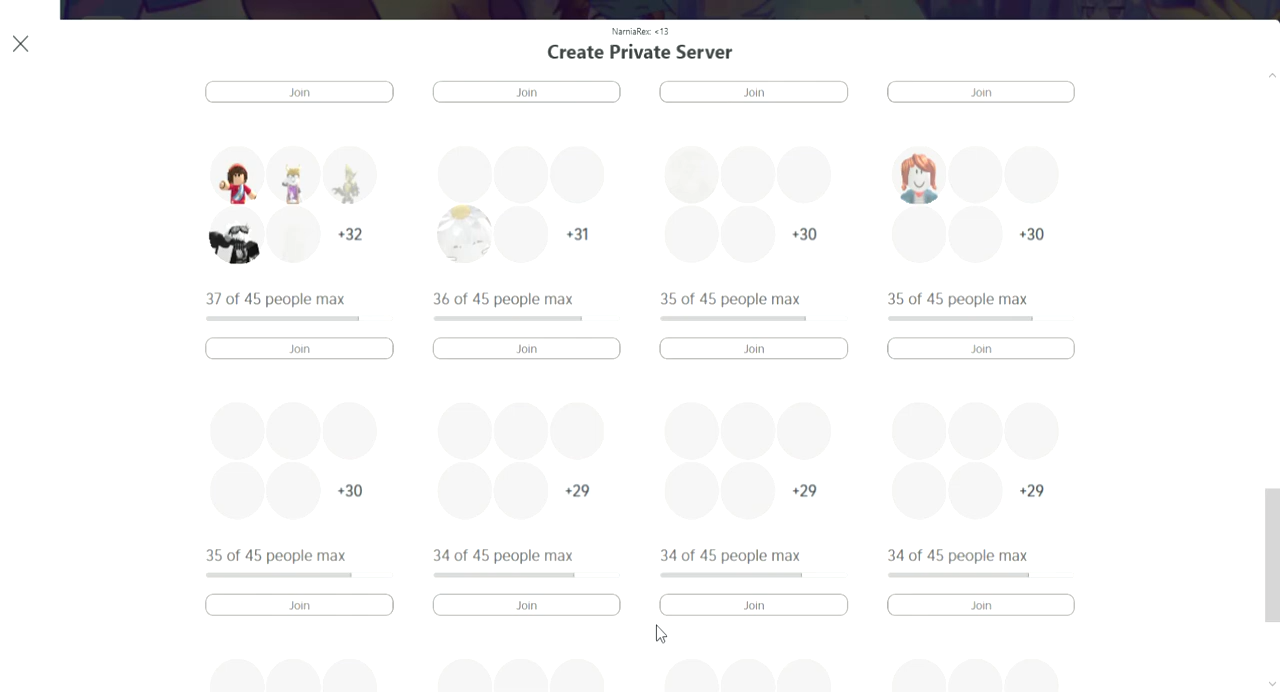 NarniaRex: <13
Create Private Server
Join Join Join Join
+32 +31 +30 +30
37 of 45 people max 36 of 45 people max 35 of 45 people max 35 of 45 people max
Join Join Join Join
+30 +29 +29 +29
35 of 45 people max 34 of 45 people max 34 of 45 people max 34 of 45 people max
Join Join Join Join